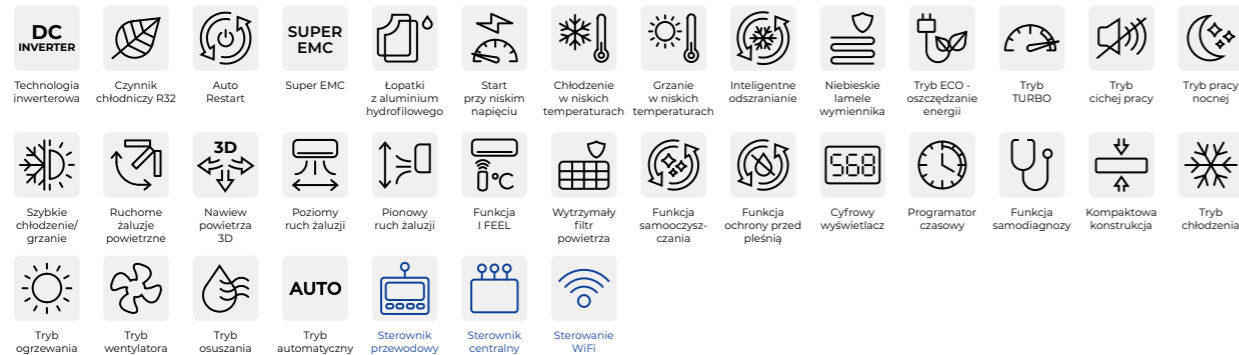 DC
INVERTER
SUPER
EMC
Technologia
inwerterowa
Czynnik
chłodniczy R32
Auto
Restart
Super EMC
Łopatki
z aluminium
hydrofilowego
Start
przy niskim
napięciu
Chłodzenie
w niskich
temperaturach
Grzanie
w niskich
temperaturach
Inteligentne
odszranianie
Niebieskie
lamele
wymiennika
Tryb ECO -
oszczędzanie
energii
Tryb
TURBO
Tryb
cichej pracy
Tryb pracy
nocnej
3D
°C
568
Szybkie
chłodzenie/
grzanie
Ruchome
żaluzje
powietrzne
Nawiew
powietrza
3D
Poziomy
ruch żaluzji
Pionowy
ruch żaluzji
Funkcja
I FEEL
Wytrzymały
filtr
powietrza
Funkcja
samooczysz-
czania
Funkcja
ochrony przed
pleśnią
Cyfrowy
wyświetlacz
Programator
czasowy
Funkcja
samodiagnozy
Kompaktowa
konstrukcja
Tryb
chłodzenia
AUTO
Tryb
ogrzewania
Tryb
wentylatora
Tryb
osuszania
Tryb
automatyczny
Sterownik
przewodowy
Sterownik
centralny
Sterowanie
WiFi